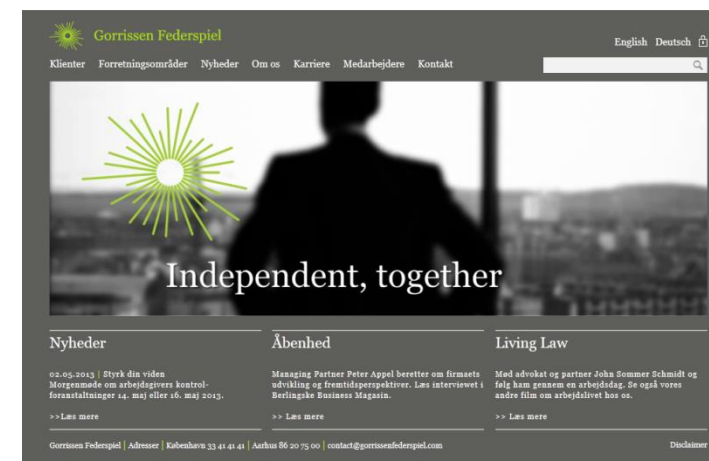 Gorrissen Federspiel
English Deutsch
Klienter Forretningsområder Nyheder Om os Karriere Medarbejdere Kontakt
Independent, together
Nyheder
02.05.2013 | Styrk din viden
Morgenmøde om arbejdsgivers kontrol-
foranstaltninger 14. maj eller 16. maj 2013.
>>Læs mere
Åbenhed
Managing Partner Peter Appel beretter om firmaets
udvikling og fremtidsperspektiver. Læs interviewet i
Berlingske Business Magasin.
>> Læs mere
Living Law
Mød advokat og partner John Sommer Schmidt og
følg ham gennem en arbejdsdag. Se også vores
andre film om arbejdslivet hos os.
>> Læs mere
Gorrissen Federspiel | Adresser | København 33 41 41 41 | Aarhus 86 20 75 00 | contact@gorrissenfederspiel.com
Disclaimer